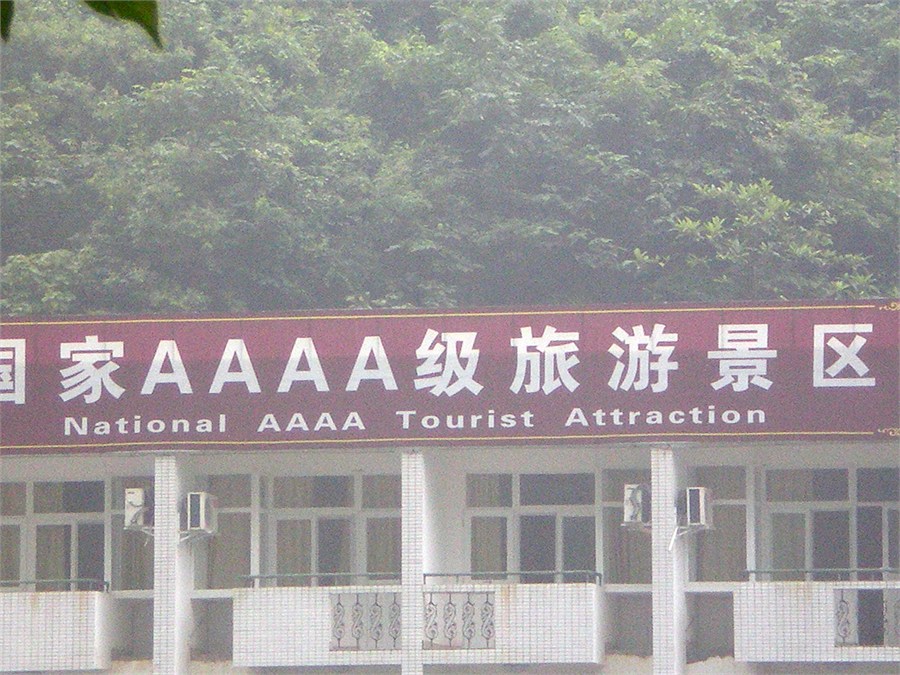 国家AAAA级旅游景区
National AAAA Tourist Attraction